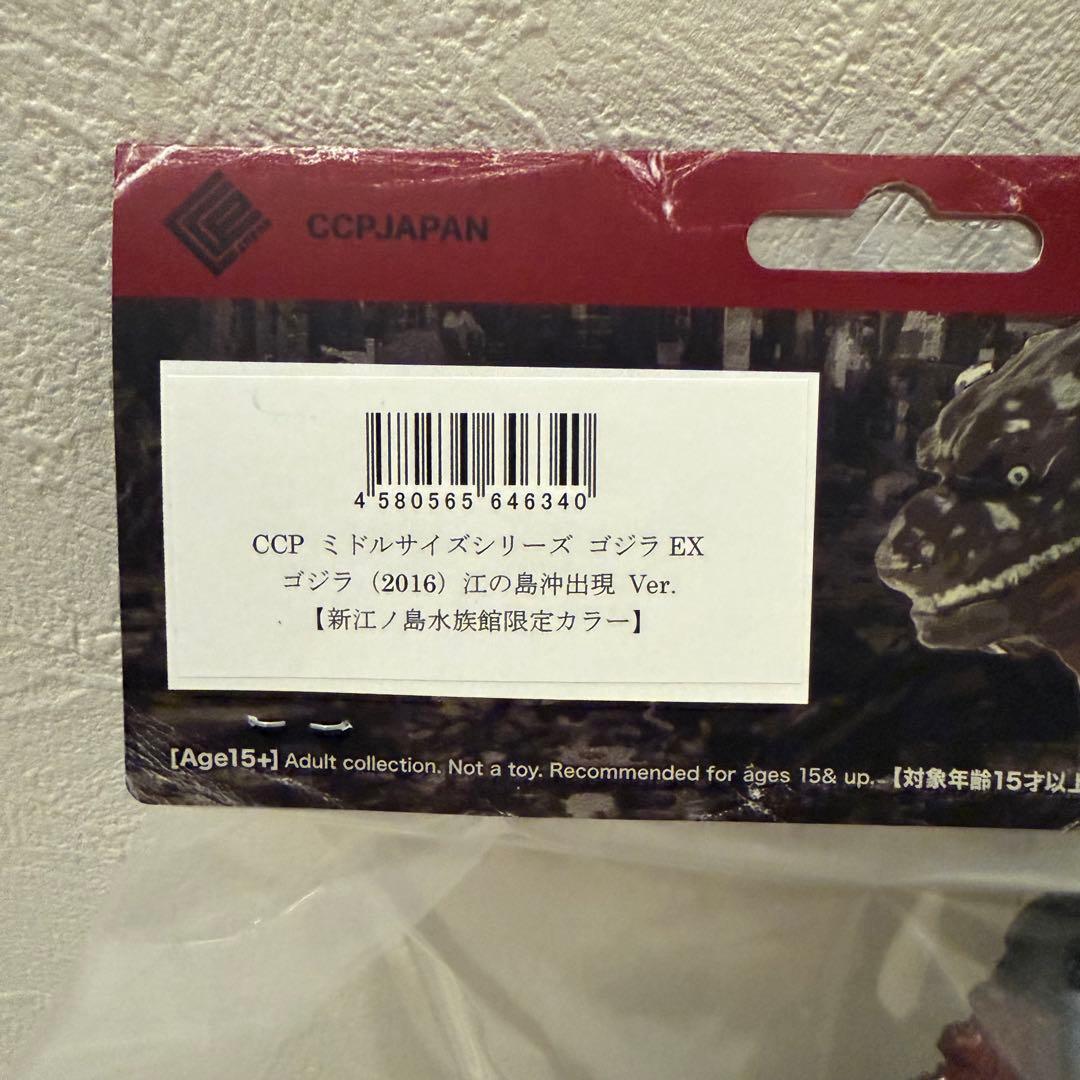 CCPJAPAN
4 580565 646340
CCP ミドルサイズシリーズ ゴジラEX
ゴジラ（2016）江の島沖出現 Ver.
【新江ノ島水族館限定カラー】
[Age15+] Adult collection. Not a toy. Recommended for ages 15& up. 【対象年齢15才以上